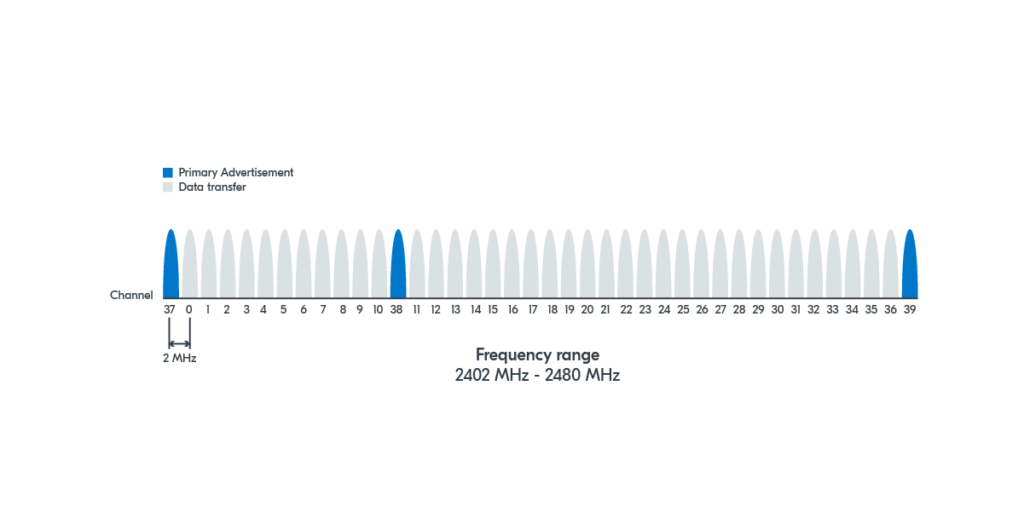 Primary Advertisement
Data transfer
Channel
37 0 1 2 3 4 5 6 7 8 9 10 38 11 12 13 14 15 16 17 18 19 20 21 22 23 24 25 26 27 28 29 30 31 32 33 34 35 36 39
2 MHz
Frequency range
2402 MHz - 2480 MHz